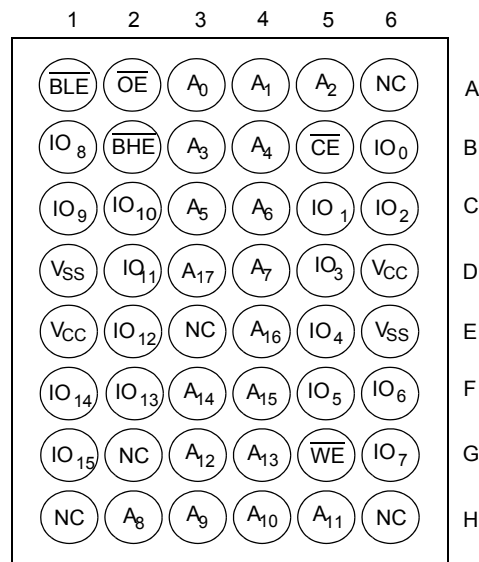 1 2 3 4 5 6
BLE OE A0 A1 A2 NC A
IO8 BHE A3 A4 CE IO0 B
IO9 IO10 A5 A6 IO1 IO2 C
VSS IO11 A17 A7 IO3 VCC D
VCC IO12 NC A16 IO4 VSS E
IO14 IO13 A14 A15 IO5 IO6 F
IO15 NC A12 A13 WE IO7 G
NC A8 A9 A10 A11 NC H